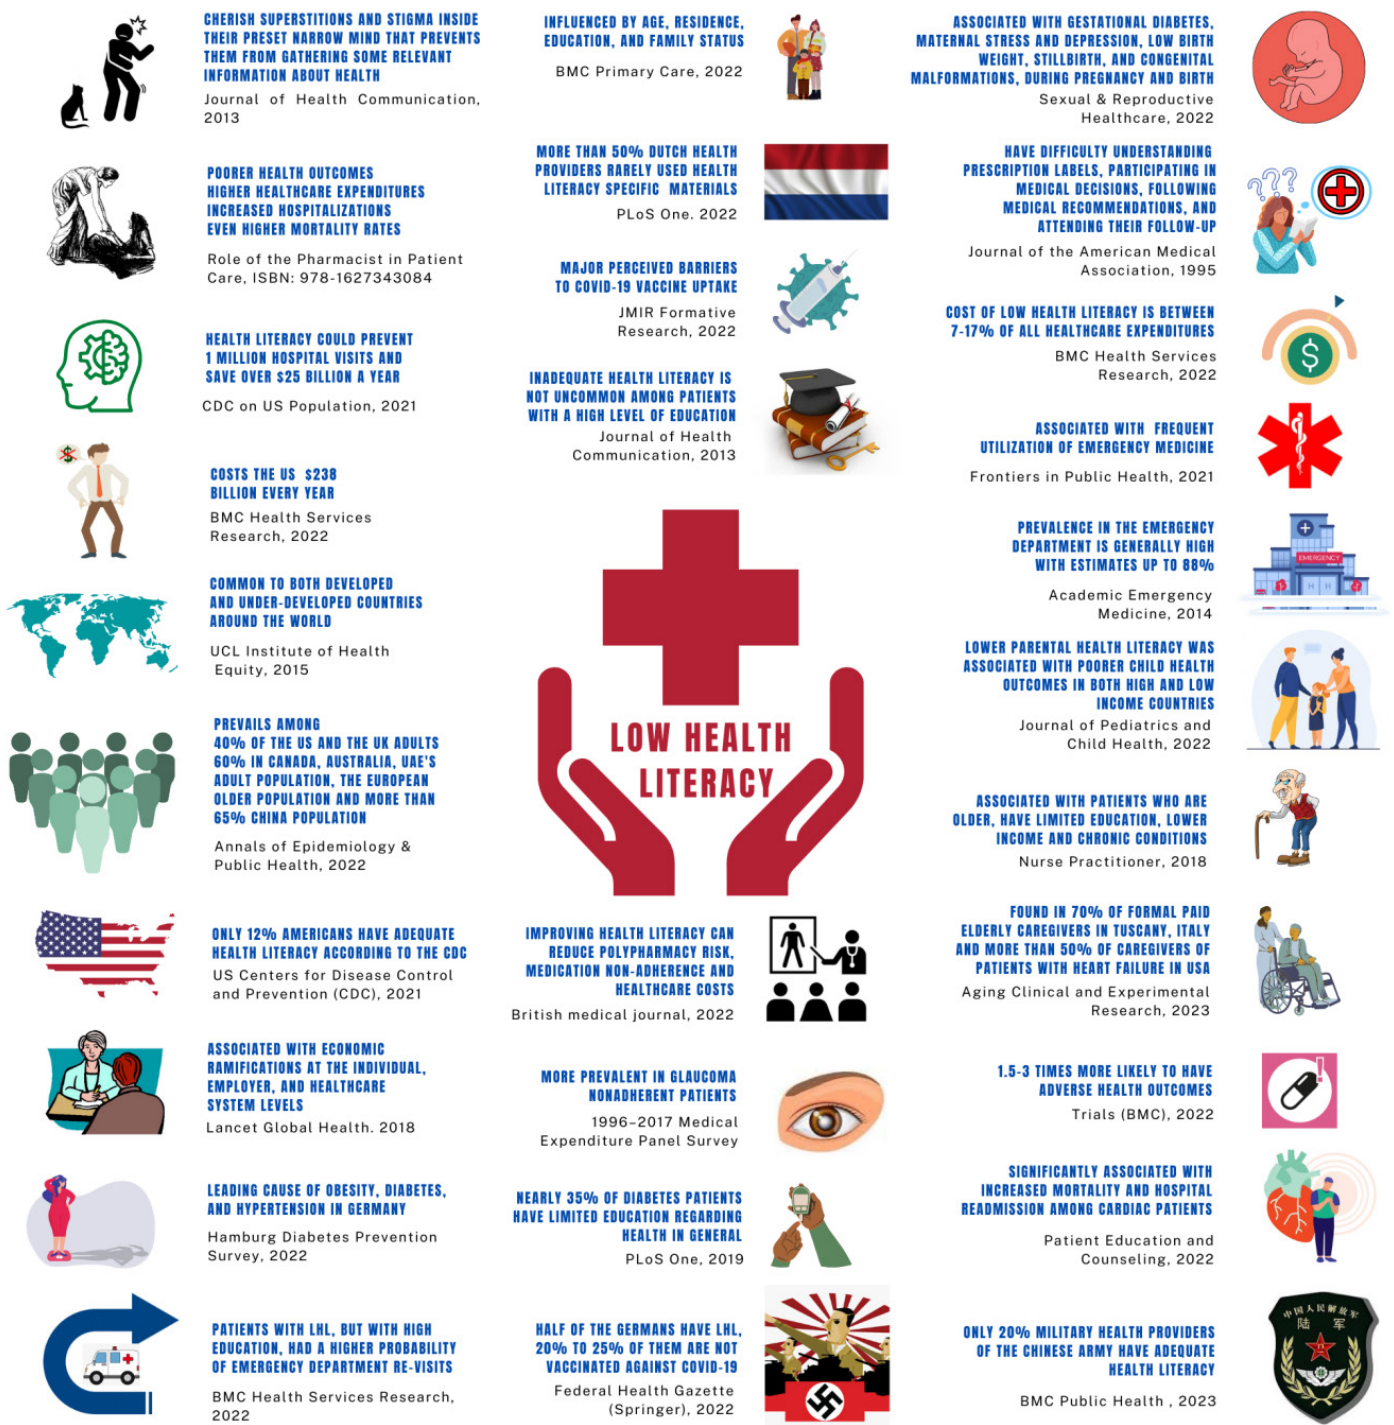 CHERISH SUPERSTITIONS AND STIGMA INSIDE
THEIR PRESET NARROW MIND THAT PREVENTS
THEM FROM GATHERING SOME RELEVANT
INFORMATION ABOUT HEALTH
Journal of Health Communication,
2013
POORER HEALTH OUTCOMES
HIGHER HEALTHCARE EXPENDITURES
INCREASED HOSPITALIZATIONS
EVEN HIGHER MORTALITY RATES
Role of the Pharmacist in Patient
Care, ISBN: 978-1627343084
HEALTH LITERACY COULD PREVENT
1 MILLION HOSPITAL VISITS AND
SAVE OVER $25 BILLION A YEAR
CDC on US Population, 2021
$
COSTS THE US $238
BILLION EVERY YEAR
BMC Health Services
Research, 2022
COMMON TO BOTH DEVELOPED
AND UNDER-DEVELOPED COUNTRIES
AROUND THE WORLD
UCL Institute of Health
Equity, 2015
PREVAILS AMONG
40% OF THE US AND THE UK ADULTS
60% IN CANADA, AUSTRALIA, UAE'S
ADULT POPULATION, THE EUROPEAN
OLDER POPULATION AND MORE THAN
65% CHINA POPULATION
Annals of Epidemiology &
Public Health, 2022
ONLY 12% AMERICANS HAVE ADEQUATE
HEALTH LITERACY ACCORDING TO THE CDC
US Centers for Disease Control
and Prevention (CDC), 2021
ASSOCIATED WITH ECONOMIC
RAMIFICATIONS AT THE INDIVIDUAL,
EMPLOYER, AND HEALTHCARE
SYSTEM LEVELS
Lancet Global Health. 2018
LEADING CAUSE OF OBESITY, DIABETES,
AND HYPERTENSION IN GERMANY
Hamburg Diabetes Prevention
Survey, 2022
PATIENTS WITH LHL, BUT WITH HIGH
EDUCATION, HAD A HIGHER PROBABILITY
OF EMERGENCY DEPARTMENT RE-VISITS
BMC Health Services Research,
2022
INFLUENCED BY AGE, RESIDENCE,
EDUCATION, AND FAMILY STATUS
BMC Primary Care, 2022
MORE THAN 50% DUTCH HEALTH
PROVIDERS RARELY USED HEALTH
LITERACY SPECIFIC MATERIALS
PLoS One. 2022
MAJOR PERCEIVED BARRIERS
TO COVID-19 VACCINE UPTAKE
JMIR Formative
Research, 2022
INADEQUATE HEALTH LITERACY IS
NOT UNCOMMON AMONG PATIENTS
WITH A HIGH LEVEL OF EDUCATION
Journal of Health
Communication, 2013
LOW HEALTH
LITERACY
IMPROVING HEALTH LITERACY CAN
REDUCE POLYPHARMACY RISK,
MEDICATION NON-ADHERENCE AND
HEALTHCARE COSTS
British medical journal, 2022
MORE PREVALENT IN GLAUCOMA
NONADHERENT PATIENTS
1996–2017 Medical
Expenditure Panel Survey
NEARLY 35% OF DIABETES PATIENTS
HAVE LIMITED EDUCATION REGARDING
HEALTH IN GENERAL
PLoS One, 2019
HALF OF THE GERMANS HAVE LHL,
20% TO 25% OF THEM ARE NOT
VACCINATED AGAINST COVID-19
Federal Health Gazette
(Springer), 2022
ASSOCIATED WITH GESTATIONAL DIABETES,
MATERNAL STRESS AND DEPRESSION, LOW BIRTH
WEIGHT, STILLBIRTH, AND CONGENITAL
MALFORMATIONS, DURING PREGNANCY AND BIRTH
Sexual & Reproductive
Healthcare, 2022
HAVE DIFFICULTY UNDERSTANDING
PRESCRIPTION LABELS, PARTICIPATING IN
MEDICAL DECISIONS, FOLLOWING
MEDICAL RECOMMENDATIONS, AND
ATTENDING THEIR FOLLOW-UP
Journal of the American Medical
Association, 1995
???
COST OF LOW HEALTH LITERACY IS BETWEEN
7-17% OF ALL HEALTHCARE EXPENDITURES
BMC Health Services
Research, 2022
$
ASSOCIATED WITH FREQUENT
UTILIZATION OF EMERGENCY MEDICINE
Frontiers in Public Health, 2021
PREVALENCE IN THE EMERGENCY
DEPARTMENT IS GENERALLY HIGH
WITH ESTIMATES UP TO 88%
Academic Emergency
Medicine, 2014
EMERGENCY
H H
LOWER PARENTAL HEALTH LITERACY WAS
ASSOCIATED WITH POORER CHILD HEALTH
OUTCOMES IN BOTH HIGH AND LOW
INCOME COUNTRIES
Journal of Pediatrics and
Child Health, 2022
ASSOCIATED WITH PATIENTS WHO ARE
OLDER, HAVE LIMITED EDUCATION, LOWER
INCOME AND CHRONIC CONDITIONS
Nurse Practitioner, 2018
FOUND IN 70% OF FORMAL PAID
ELDERLY CAREGIVERS IN TUSCANY, ITALY
AND MORE THAN 50% OF CAREGIVERS OF
PATIENTS WITH HEART FAILURE IN USA
Aging Clinical and Experimental
Research, 2023
1.5-3 TIMES MORE LIKELY TO HAVE
ADVERSE HEALTH OUTCOMES
Trials (BMC), 2022
!
SIGNIFICANTLY ASSOCIATED WITH
INCREASED MORTALITY AND HOSPITAL
READMISSION AMONG CARDIAC PATIENTS
Patient Education and
Counseling, 2022
ONLY 20% MILITARY HEALTH PROVIDERS
OF THE CHINESE ARMY HAVE ADEQUATE
HEALTH LITERACY
BMC Public Health , 2023
中国人民解放军
陆 军